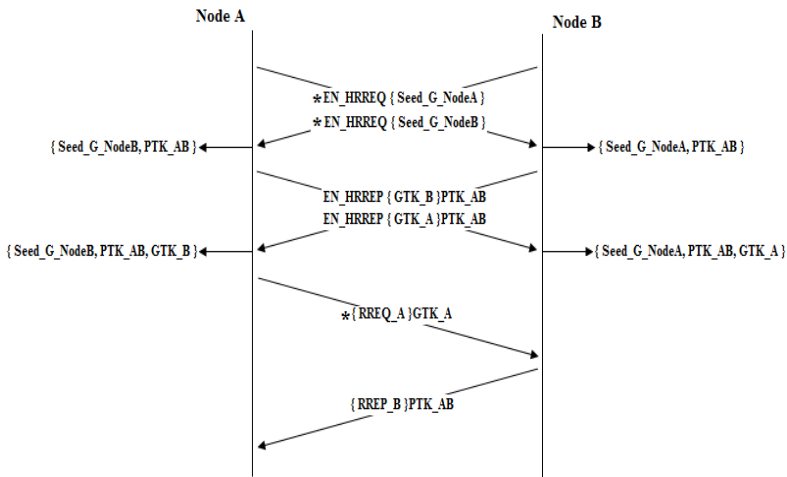 Node A
Node B
*EN_HRREQ { Seed_G_NodeA }
*EN_HRREQ { Seed_G_NodeB }
{ Seed_G_NodeB, PTK_AB }
{ Seed_G_NodeA, PTK_AB }
EN_HRREP { GTK_B }PTK_AB
EN_HRREP { GTK_A }PTK_AB
{ Seed_G_NodeB, PTK_AB, GTK_B }
{ Seed_G_NodeA, PTK_AB, GTK_A }
*{ RREQ_A }GTK_A
{ RREP_B }PTK_AB